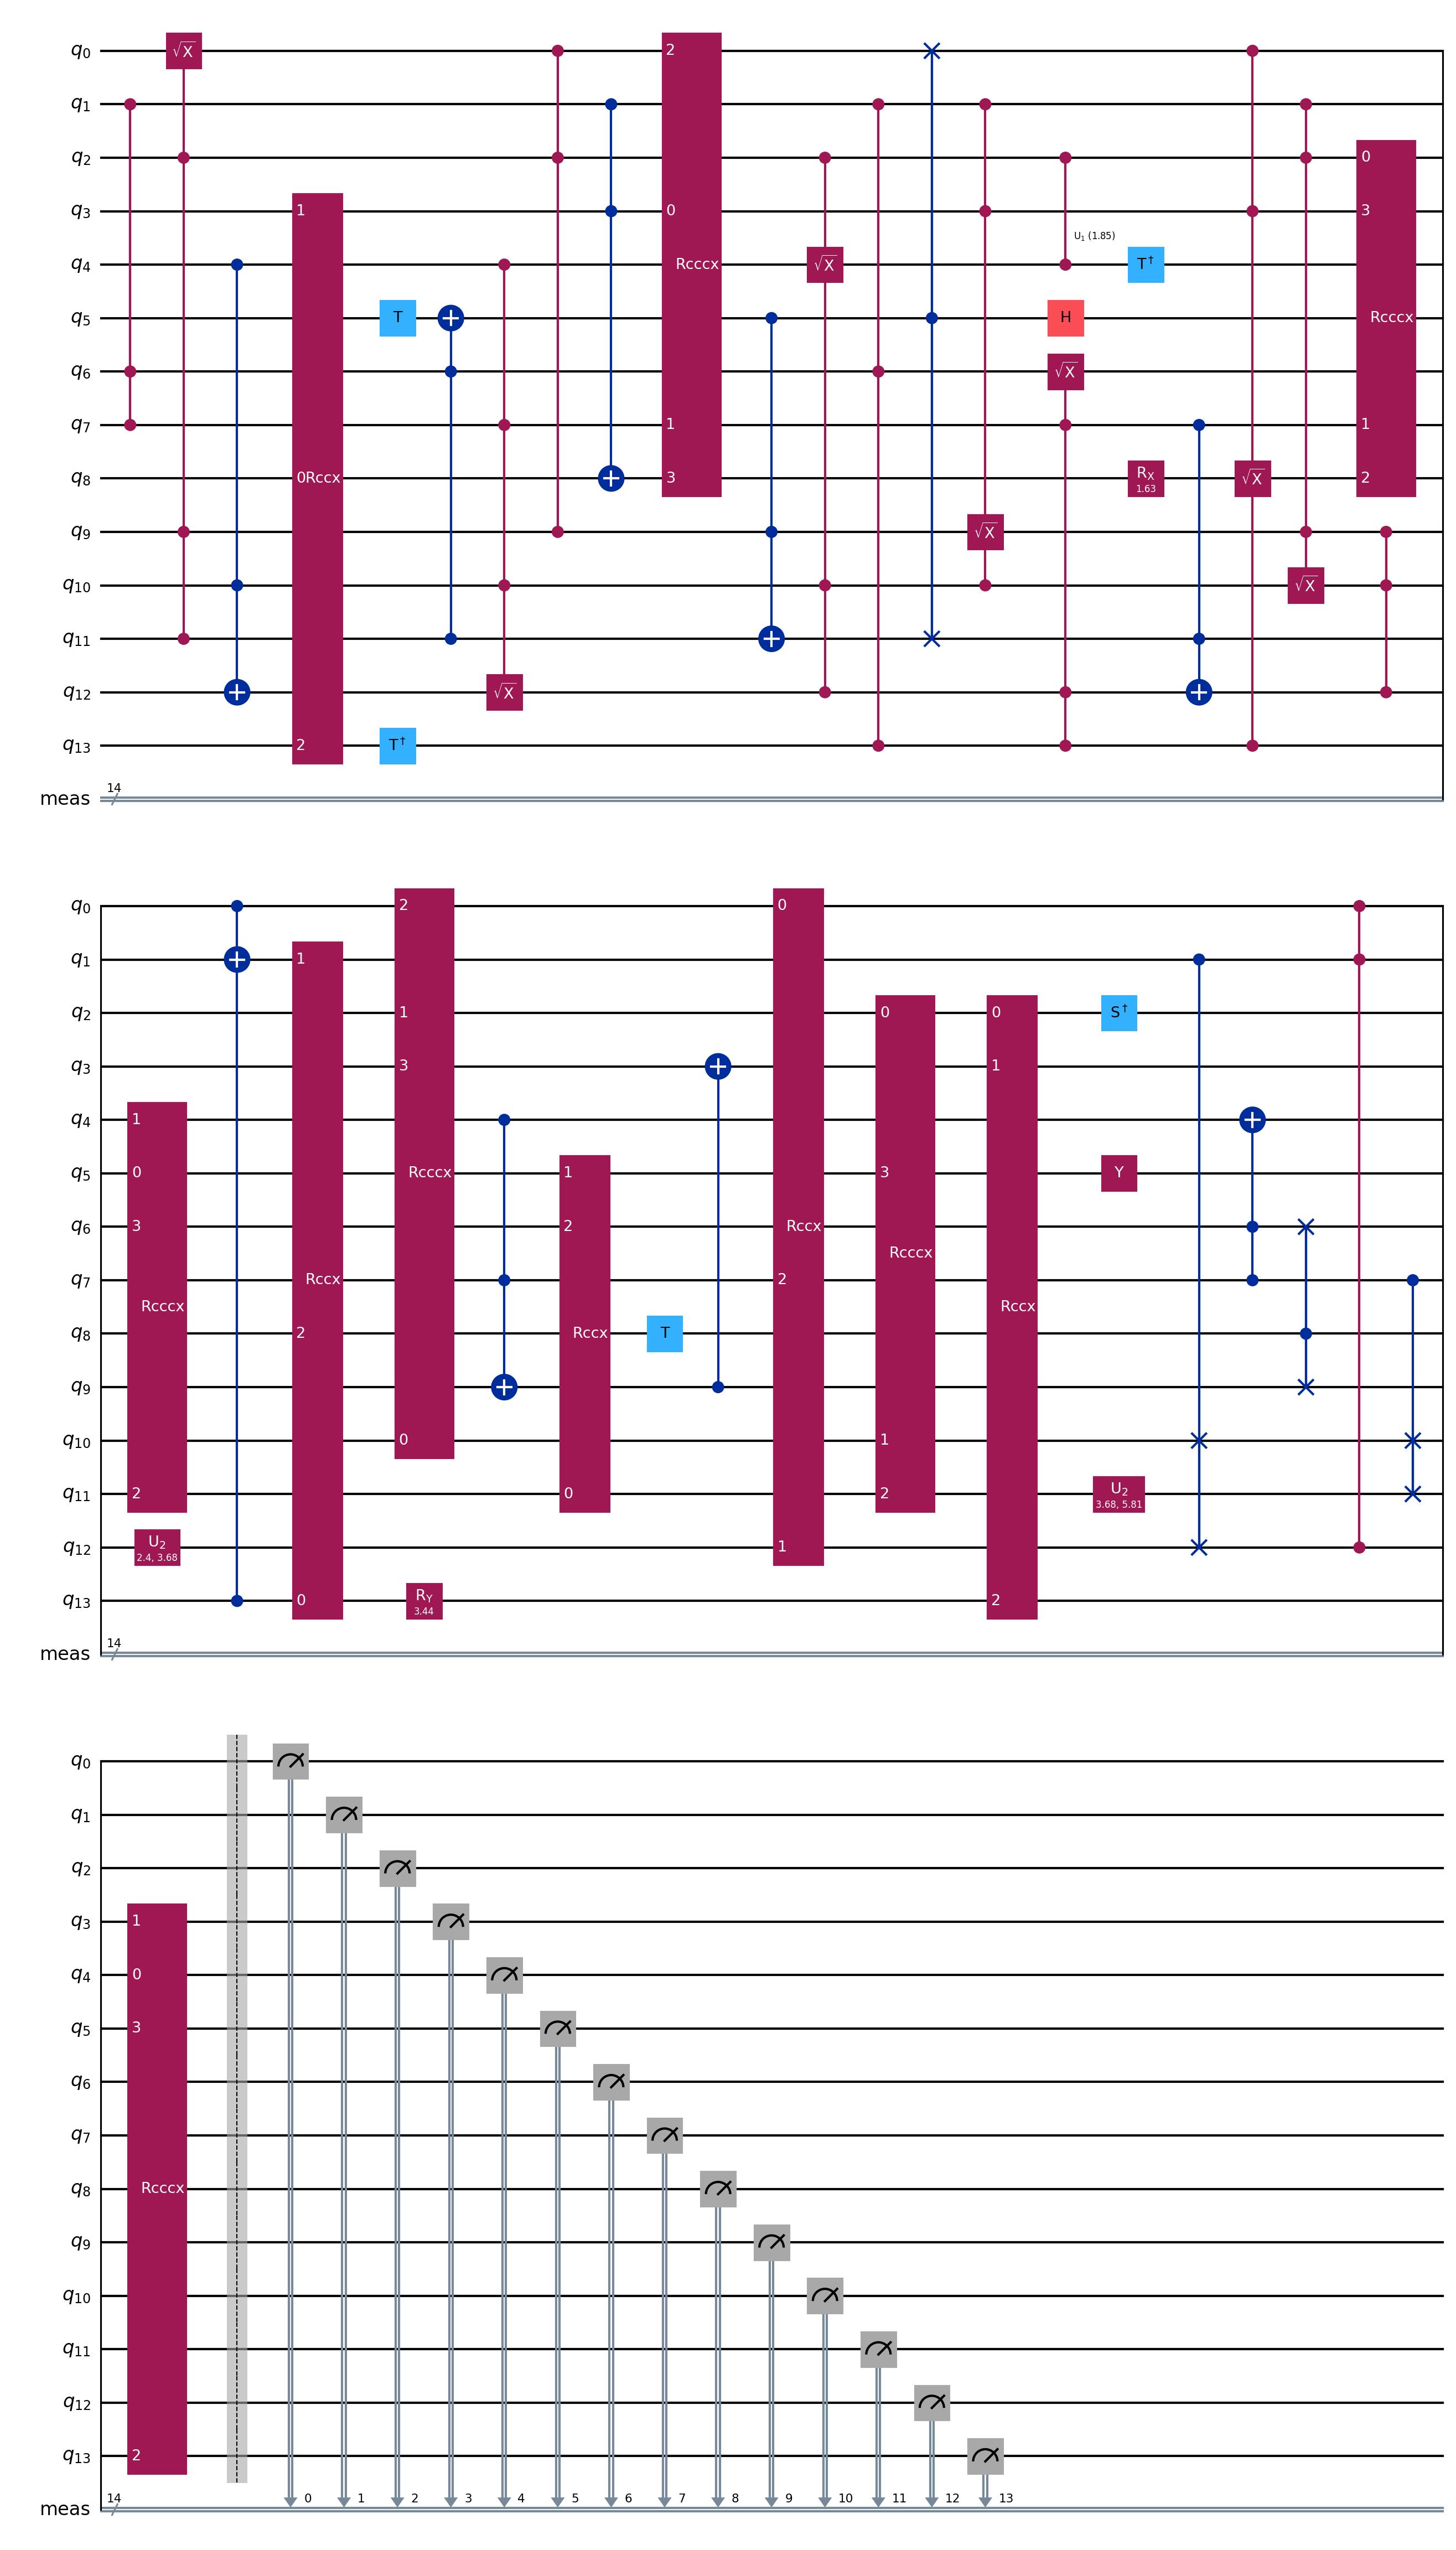 q0 √X 2
q1
q2 0
q3 1 0 3
U1 (1.85)
q4 Rcccx √X T†
q5 T H Rcccx
q6 √X
q7 1 1
q8 0Rccx 3 RX 1.63 √X 2
q9 √X
q10 √X
q11
q12 √X
q13 2 T†
meas 14
q0 2 0
q1 1
q2 1 0 0 S†
q3 3 1
q4 1
q5 0 Rcccx 1 3 Y
q6 3 2 Rccx
Rcccx
q7 Rccx 2
Rcccx Rccx
q8 2 Rccx T
q9
q10 0 1
q11 2 0 2 U2 3.68, 5.81
q12 U2 2.4, 3.68 1
q13 0 RY 3.44 2
meas 14
q0
q1
q2
q3 1
q4 0
q5 3
q6
q7
q8 Rcccx
q9
q10
q11
q12
q13 2
meas 14 0 1 2 3 4 5 6 7 8 9 10 11 12 13